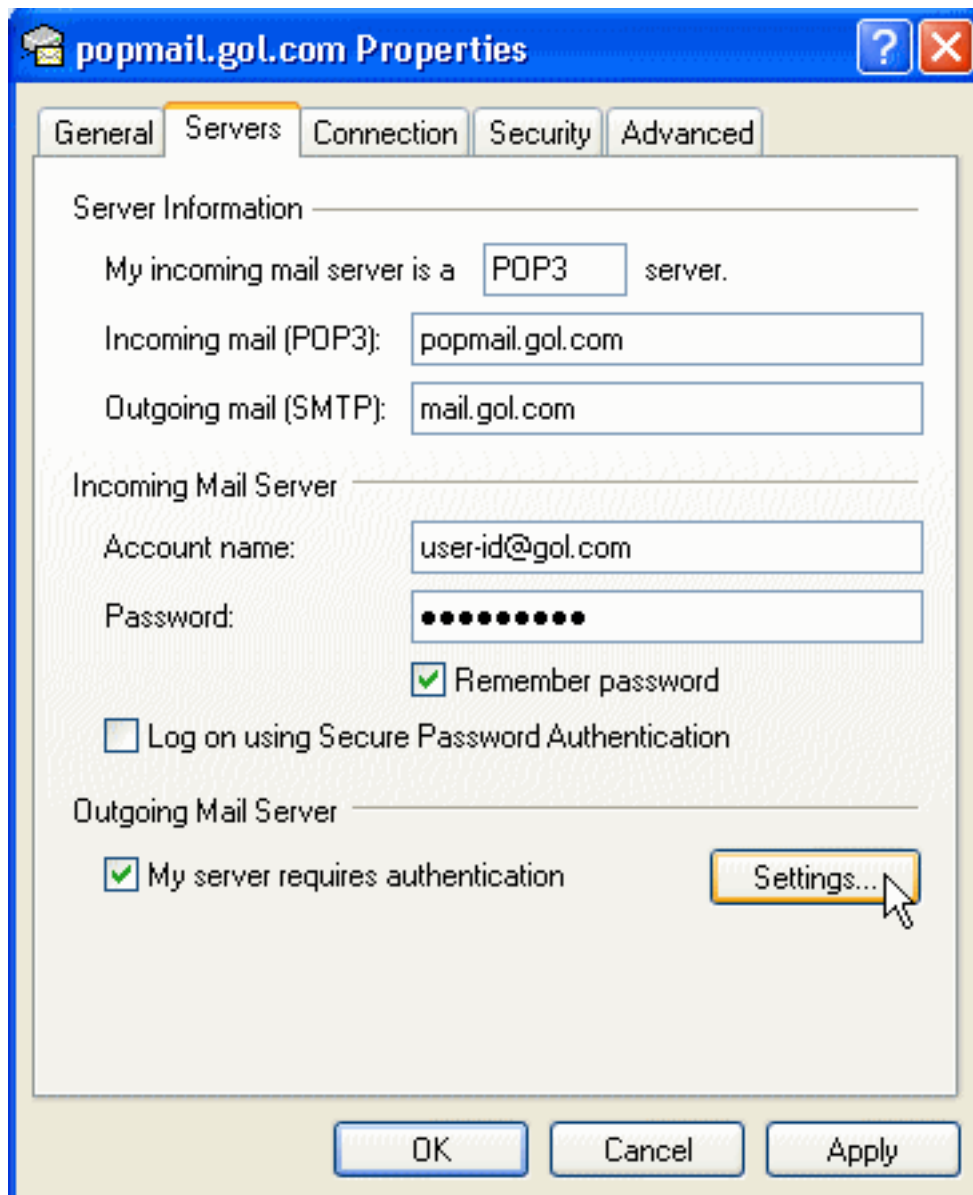 popmail.gol.com Properties
General Servers Connection Security Advanced
Server Information
My incoming mail server is a POP3 server.
Incoming mail (POP3): popmail.gol.com
Outgoing mail (SMTP): mail.gol.com
Incoming Mail Server
Account name: user-id@gol.com
Password: ●●●●●●●●●
Remember password
Log on using Secure Password Authentication
Outgoing Mail Server
My server requires authentication Settings...
OK Cancel Apply